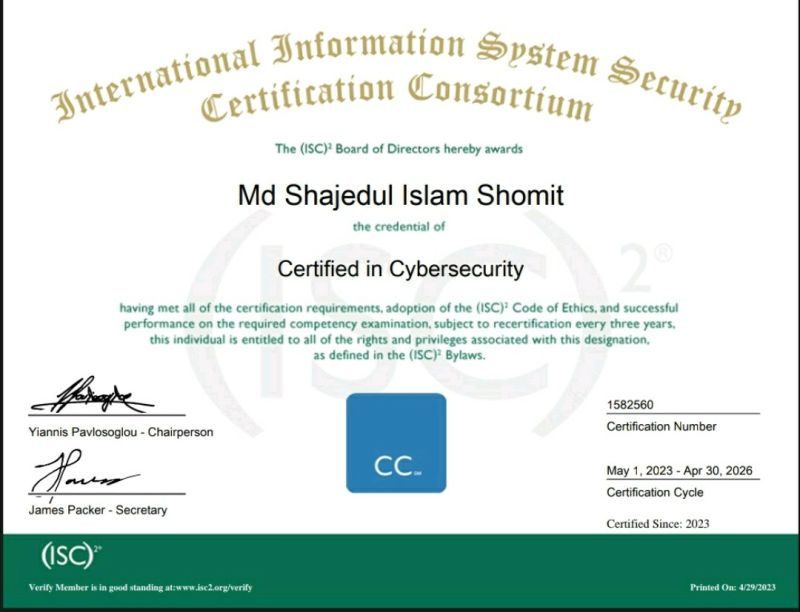 International Information System Security
Certification Consortium
The (ISC)² Board of Directors hereby awards
Md Shajedul Islam Shomit
the credential of
Certified in Cybersecurity
having met all of the certification requirements, adoption of the (ISC)² Code of Ethics, and successful
performance on the required competency examination, subject to recertification every three years,
this individual is entitled to all of the rights and privileges associated with this designation,
as defined in the (ISC)² Bylaws.
(ISC)²®
Yiannis Pavlosoglou - Chairperson
James Packer - Secretary
CC℠
1582560
Certification Number
May 1, 2023 - Apr 30, 2026
Certification Cycle
Certified Since: 2023
(ISC)²®
Verify Member is in good standing at:www.isc2.org/verify
Printed On: 4/29/2023